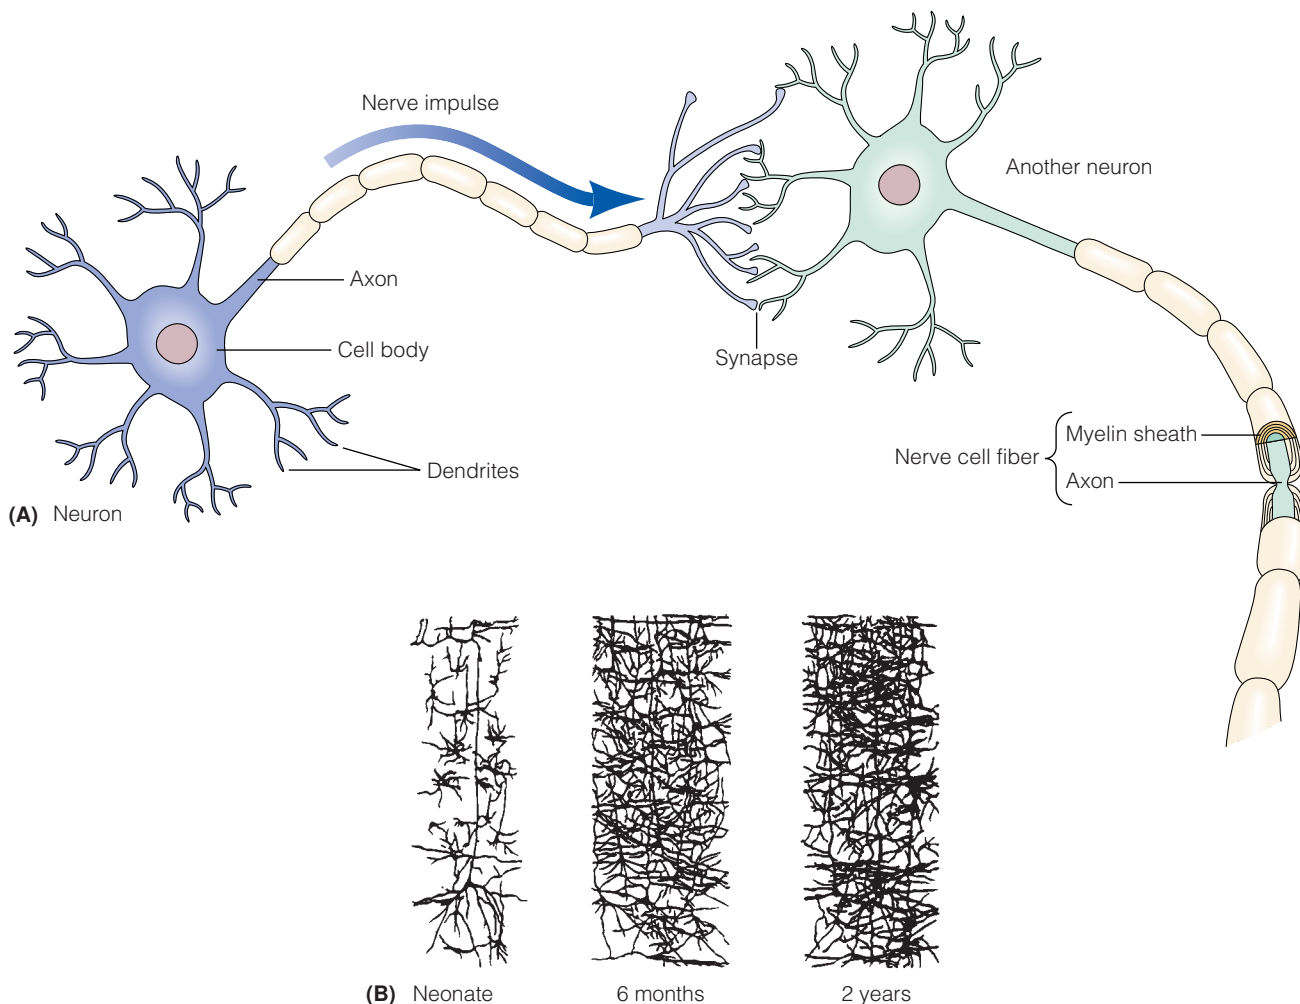 Nerve impulse
Another neuron
Axon
Cell body
Synapse
Dendrites
Myelin sheath
Nerve cell fiber
Axon
(A) Neuron
(B) Neonate
6 months
2 years